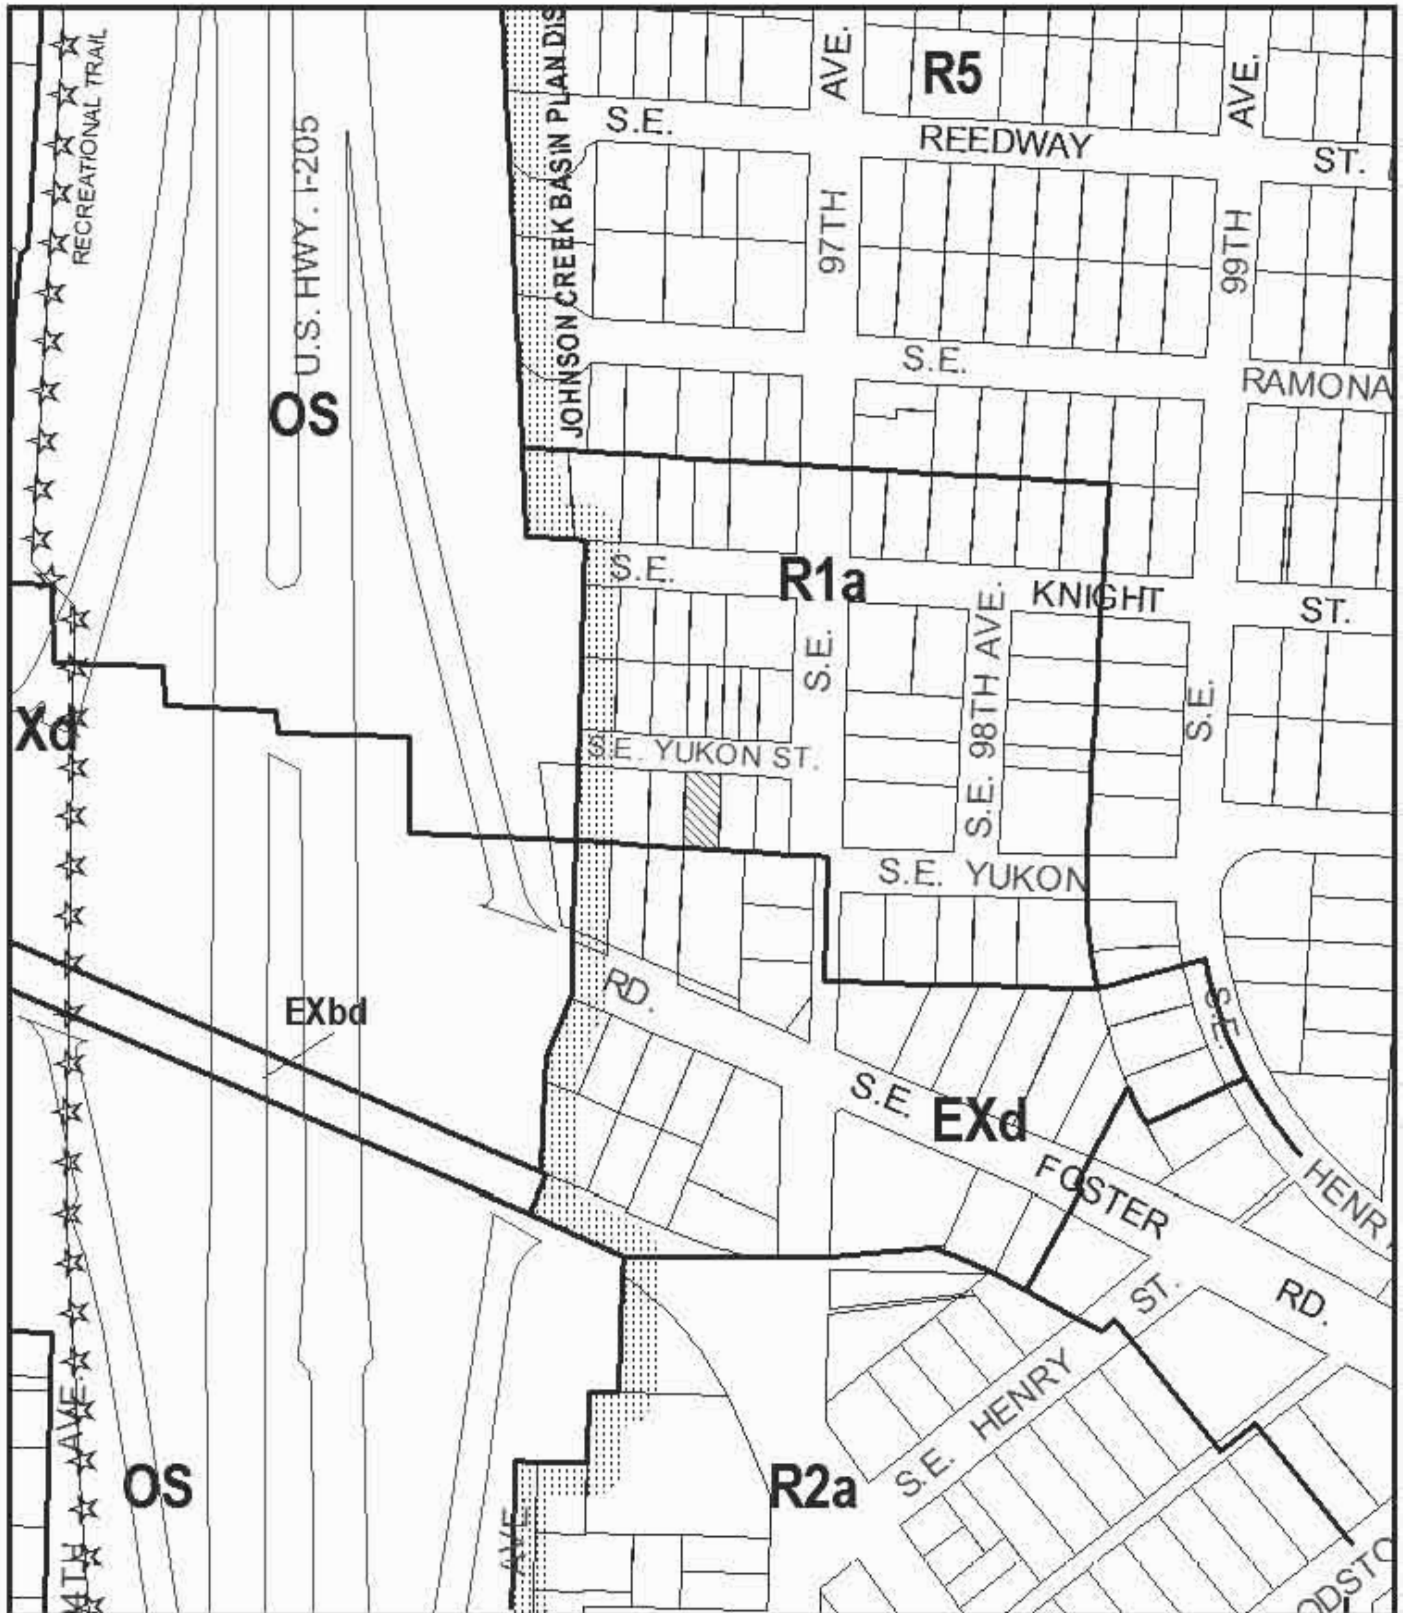 RECREATIONAL TRAIL
U.S. HWY. I-205
JOHNSON CREEK BASIN PLAN DIS
AVE.
R5
AVE.
S.E.
REEDWAY
ST.
97TH
99TH
S.E.
RAMONA
OS
S.E.
R1a
KNIGHT
ST.
S.E.
S.E. 98TH AVE.
S.E.
Xd
S.E. YUKON ST.
S.E. YUKON
RD.
S.E.
EXbd
S.E.
EXd
FOSTER
HENRY
RD.
ST.
S.E. HENRY
OS
R2a
AVE.
4TH AVE.
ODSTO